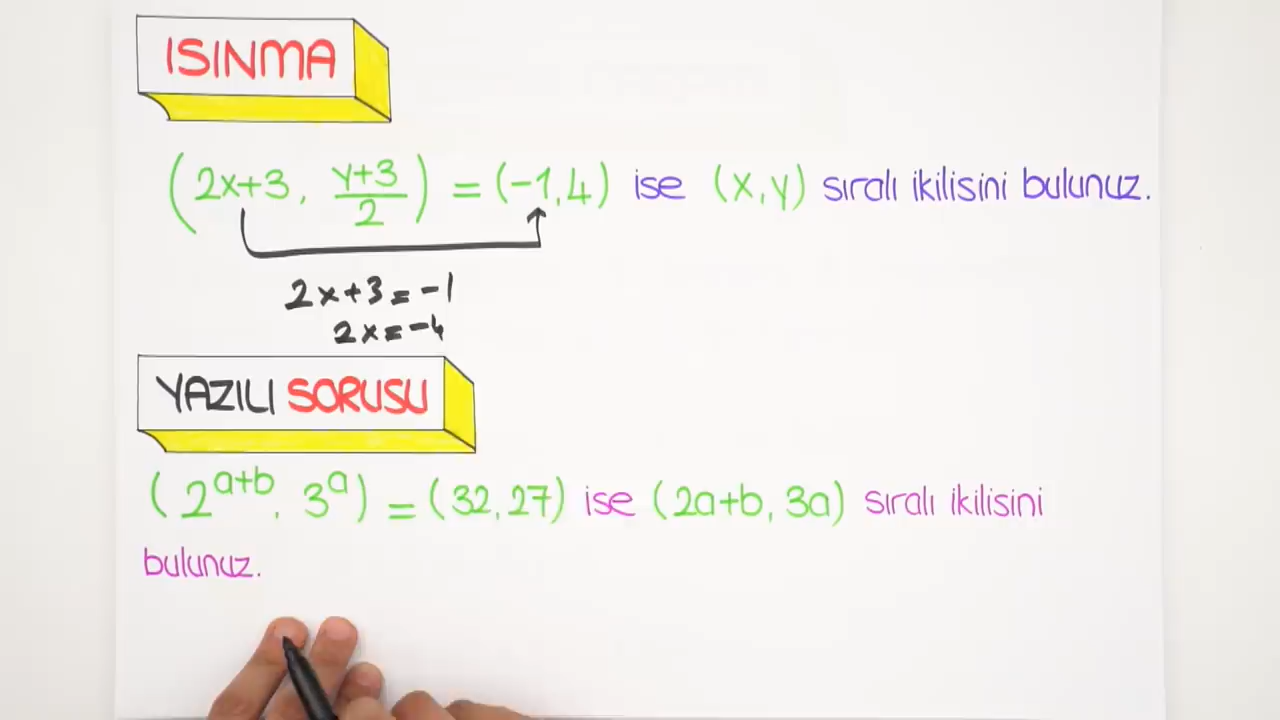 ISINMA
(2x+3, y+3/2) = (-1,4) ise (x,y) sıralı ikilisini bulunuz.
2x+3=-1
2x=-4
YAZILI SORUSU
(2^{a+b}, 3^a) = (32,27) ise (2a+b, 3a) sıralı ikilisini
bulunuz.